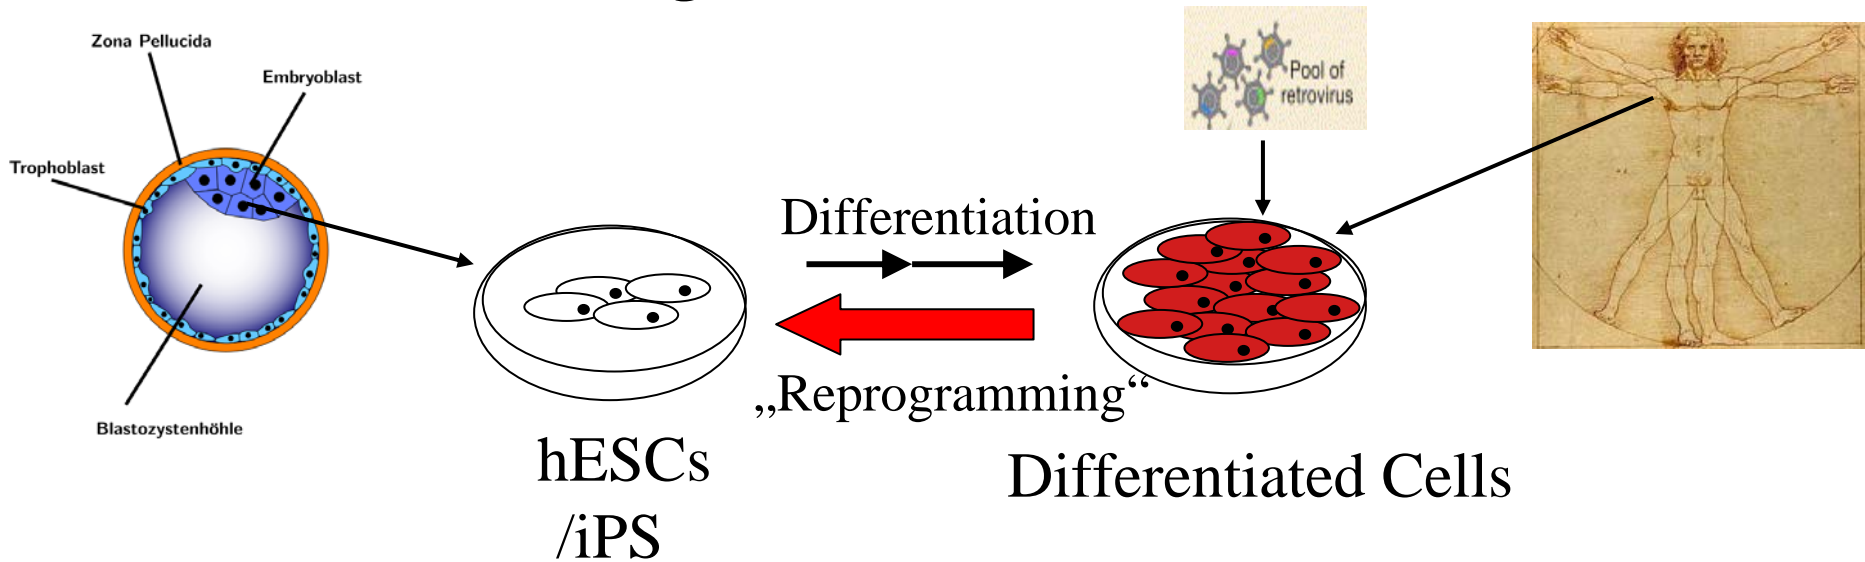 Zona Pellucida
Embryoblast
Trophoblast
Blastozystenhöhle
Pool of
retrovirus
Differentiation
„Reprogramming“
hESCs
/iPS
Differentiated Cells